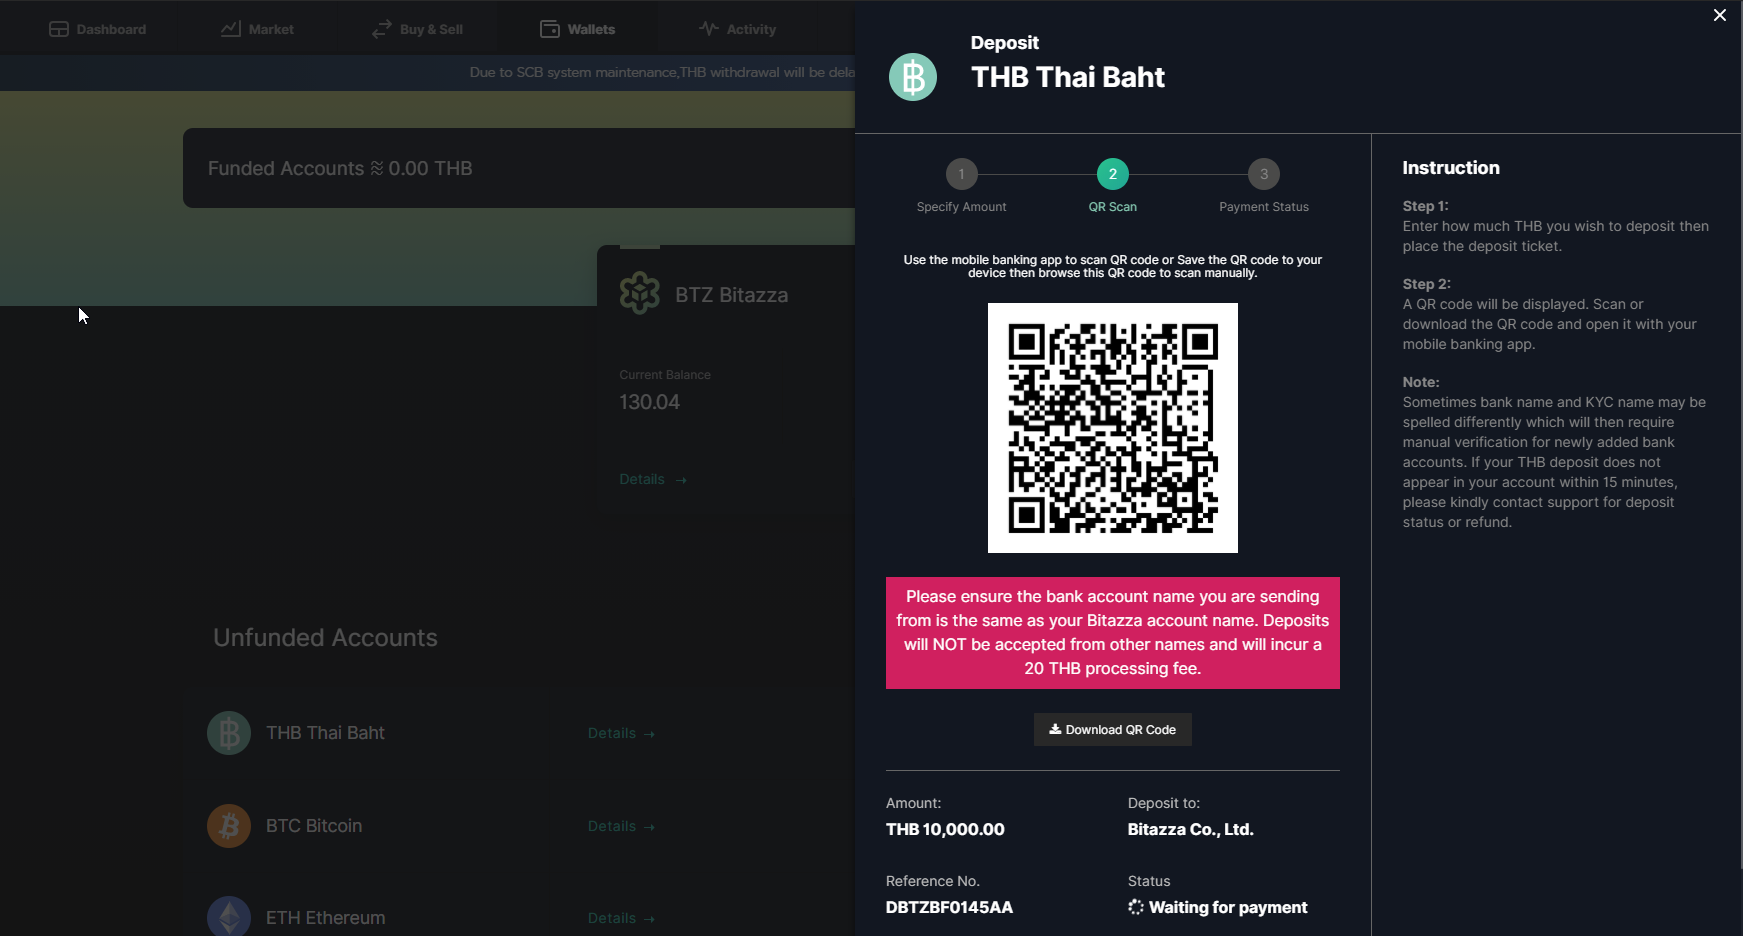 Dashboard
Market
Buy & Sell
Wallets
Activity
Due to SCB system maintenance,THB withdrawal will be dela
Funded Accounts ≈ 0.00 THB
BTZ Bitazza
Current Balance
130.04
Details →
Unfunded Accounts
THB Thai Baht
Details →
BTC Bitcoin
Details →
ETH Ethereum
Details →
Deposit
THB Thai Baht
1
2
3
Specify Amount
QR Scan
Payment Status
Use the mobile banking app to scan QR code or Save the QR code to your
device then browse this QR code to scan manually.
Please ensure the bank account name you are sending
from is the same as your Bitazza account name. Deposits
will NOT be accepted from other names and will incur a
20 THB processing fee.
Download QR Code
Amount:
THB 10,000.00
Deposit to:
Bitazza Co., Ltd.
Reference No.
DBTZBF0145AA
Status
Waiting for payment
Instruction
Step 1:
Enter how much THB you wish to deposit then
place the deposit ticket.
Step 2:
A QR code will be displayed. Scan or
download the QR code and open it with your
mobile banking app.
Note:
Sometimes bank name and KYC name may be
spelled differently which will then require
manual verification for newly added bank
accounts. If your THB deposit does not
appear in your account within 15 minutes,
please kindly contact support for deposit
status or refund.